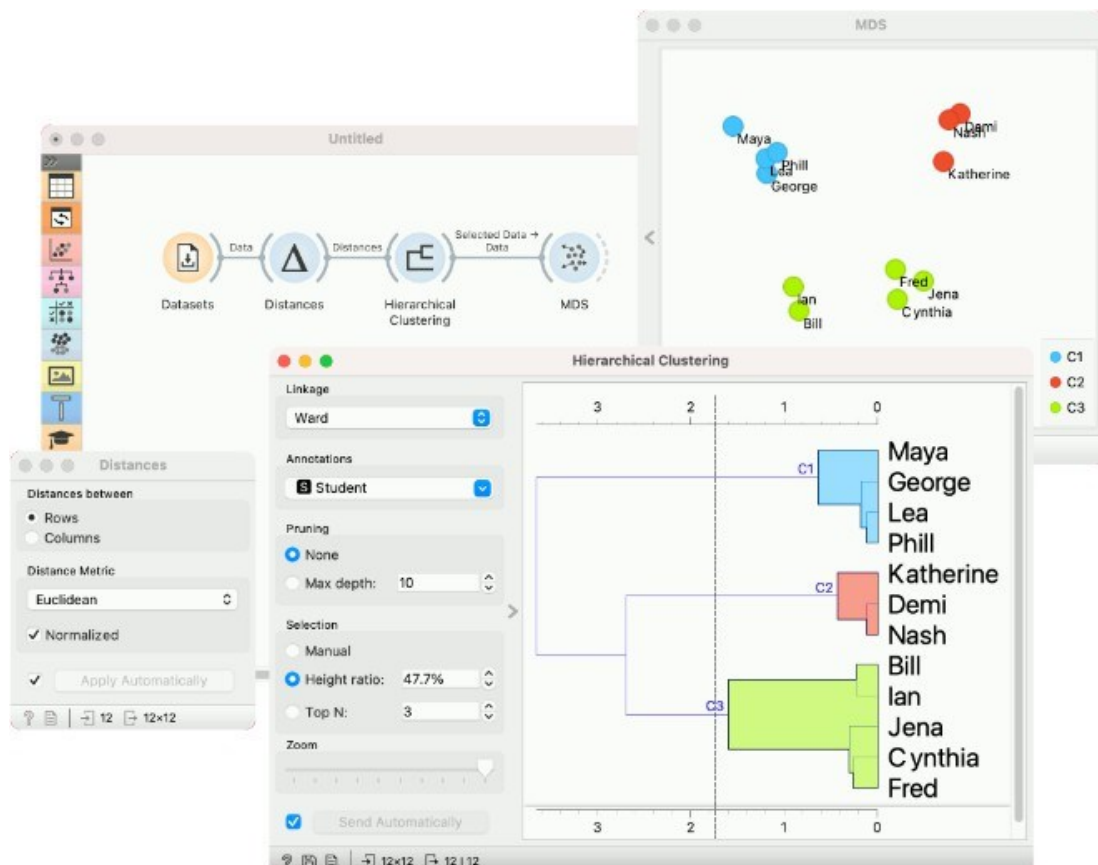 MDS
Maya
Phill
Lea
George
Demi
Nash
Katherine
Fred
Ian
Jena
Cynthia
Bill
C1
C2
C3
Untitled
Data
Distances
Selected Data →
Data
Datasets
Distances
Hierarchical
Clustering
MDS
Distances
Distances between
Rows
Columns
Distance Metric
Euclidean
Normalized
Apply Automatically
12
12×12
Hierarchical Clustering
Linkage
Ward
Annotations
S Student
Pruning
None
Max depth: 10
Selection
Manual
Height ratio: 47.7%
Top N: 3
Zoom
Send Automatically
12×12
12|12
3 2 1 0
C1
Maya
George
Lea
Phill
C2
Katherine
Demi
Nash
C3
Bill
Ian
Jena
Cynthia
Fred
3 2 1 0